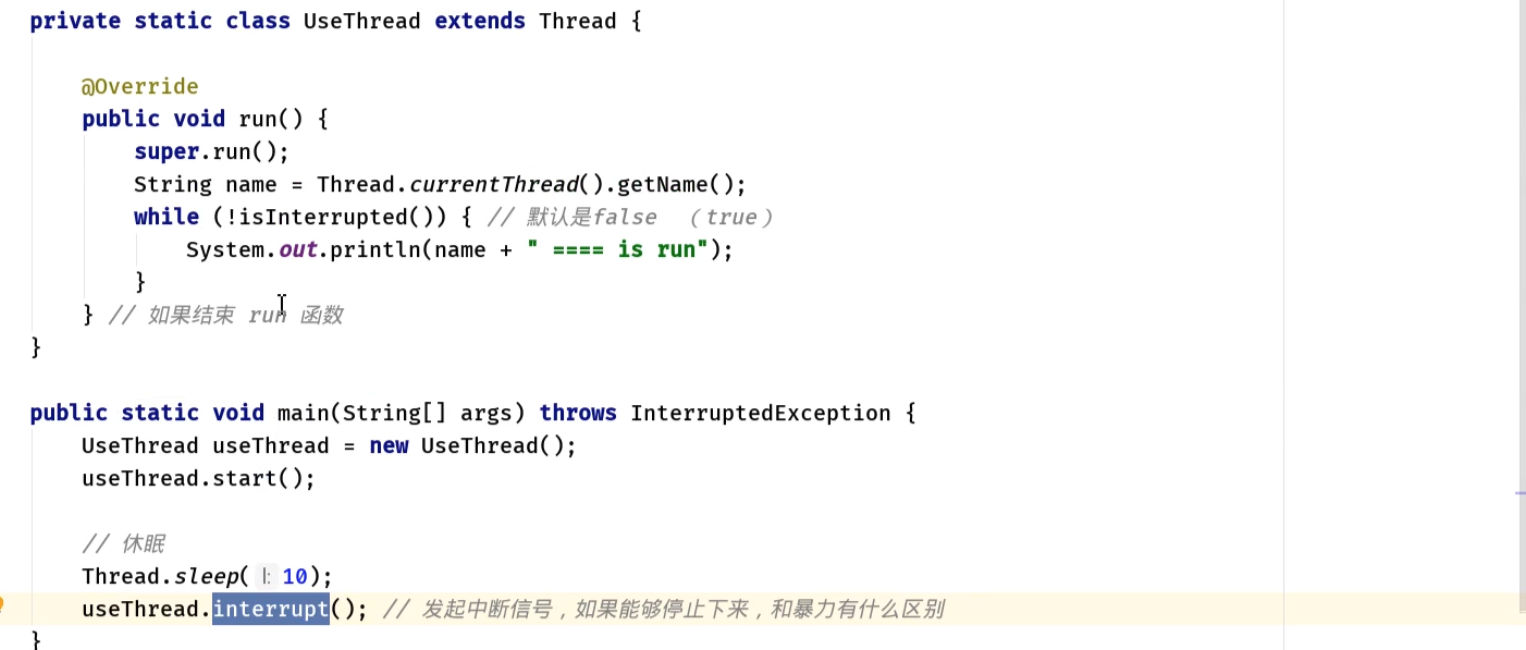 private static class UseThread extends Thread {
@Override
public void run() {
super.run();
String name = Thread.currentThread().getName();
while (!isInterrupted()) { // 默认是false （true）
System.out.println(name + " ==== is run");
}
} // 如果结束 run 函数
}
public static void main(String[] args) throws InterruptedException {
UseThread useThread = new UseThread();
useThread.start();
// 休眠
Thread.sleep( l: 10);
useThread.interrupt(); // 发起中断信号，如果能够停止下来，和暴力有什么区别
}